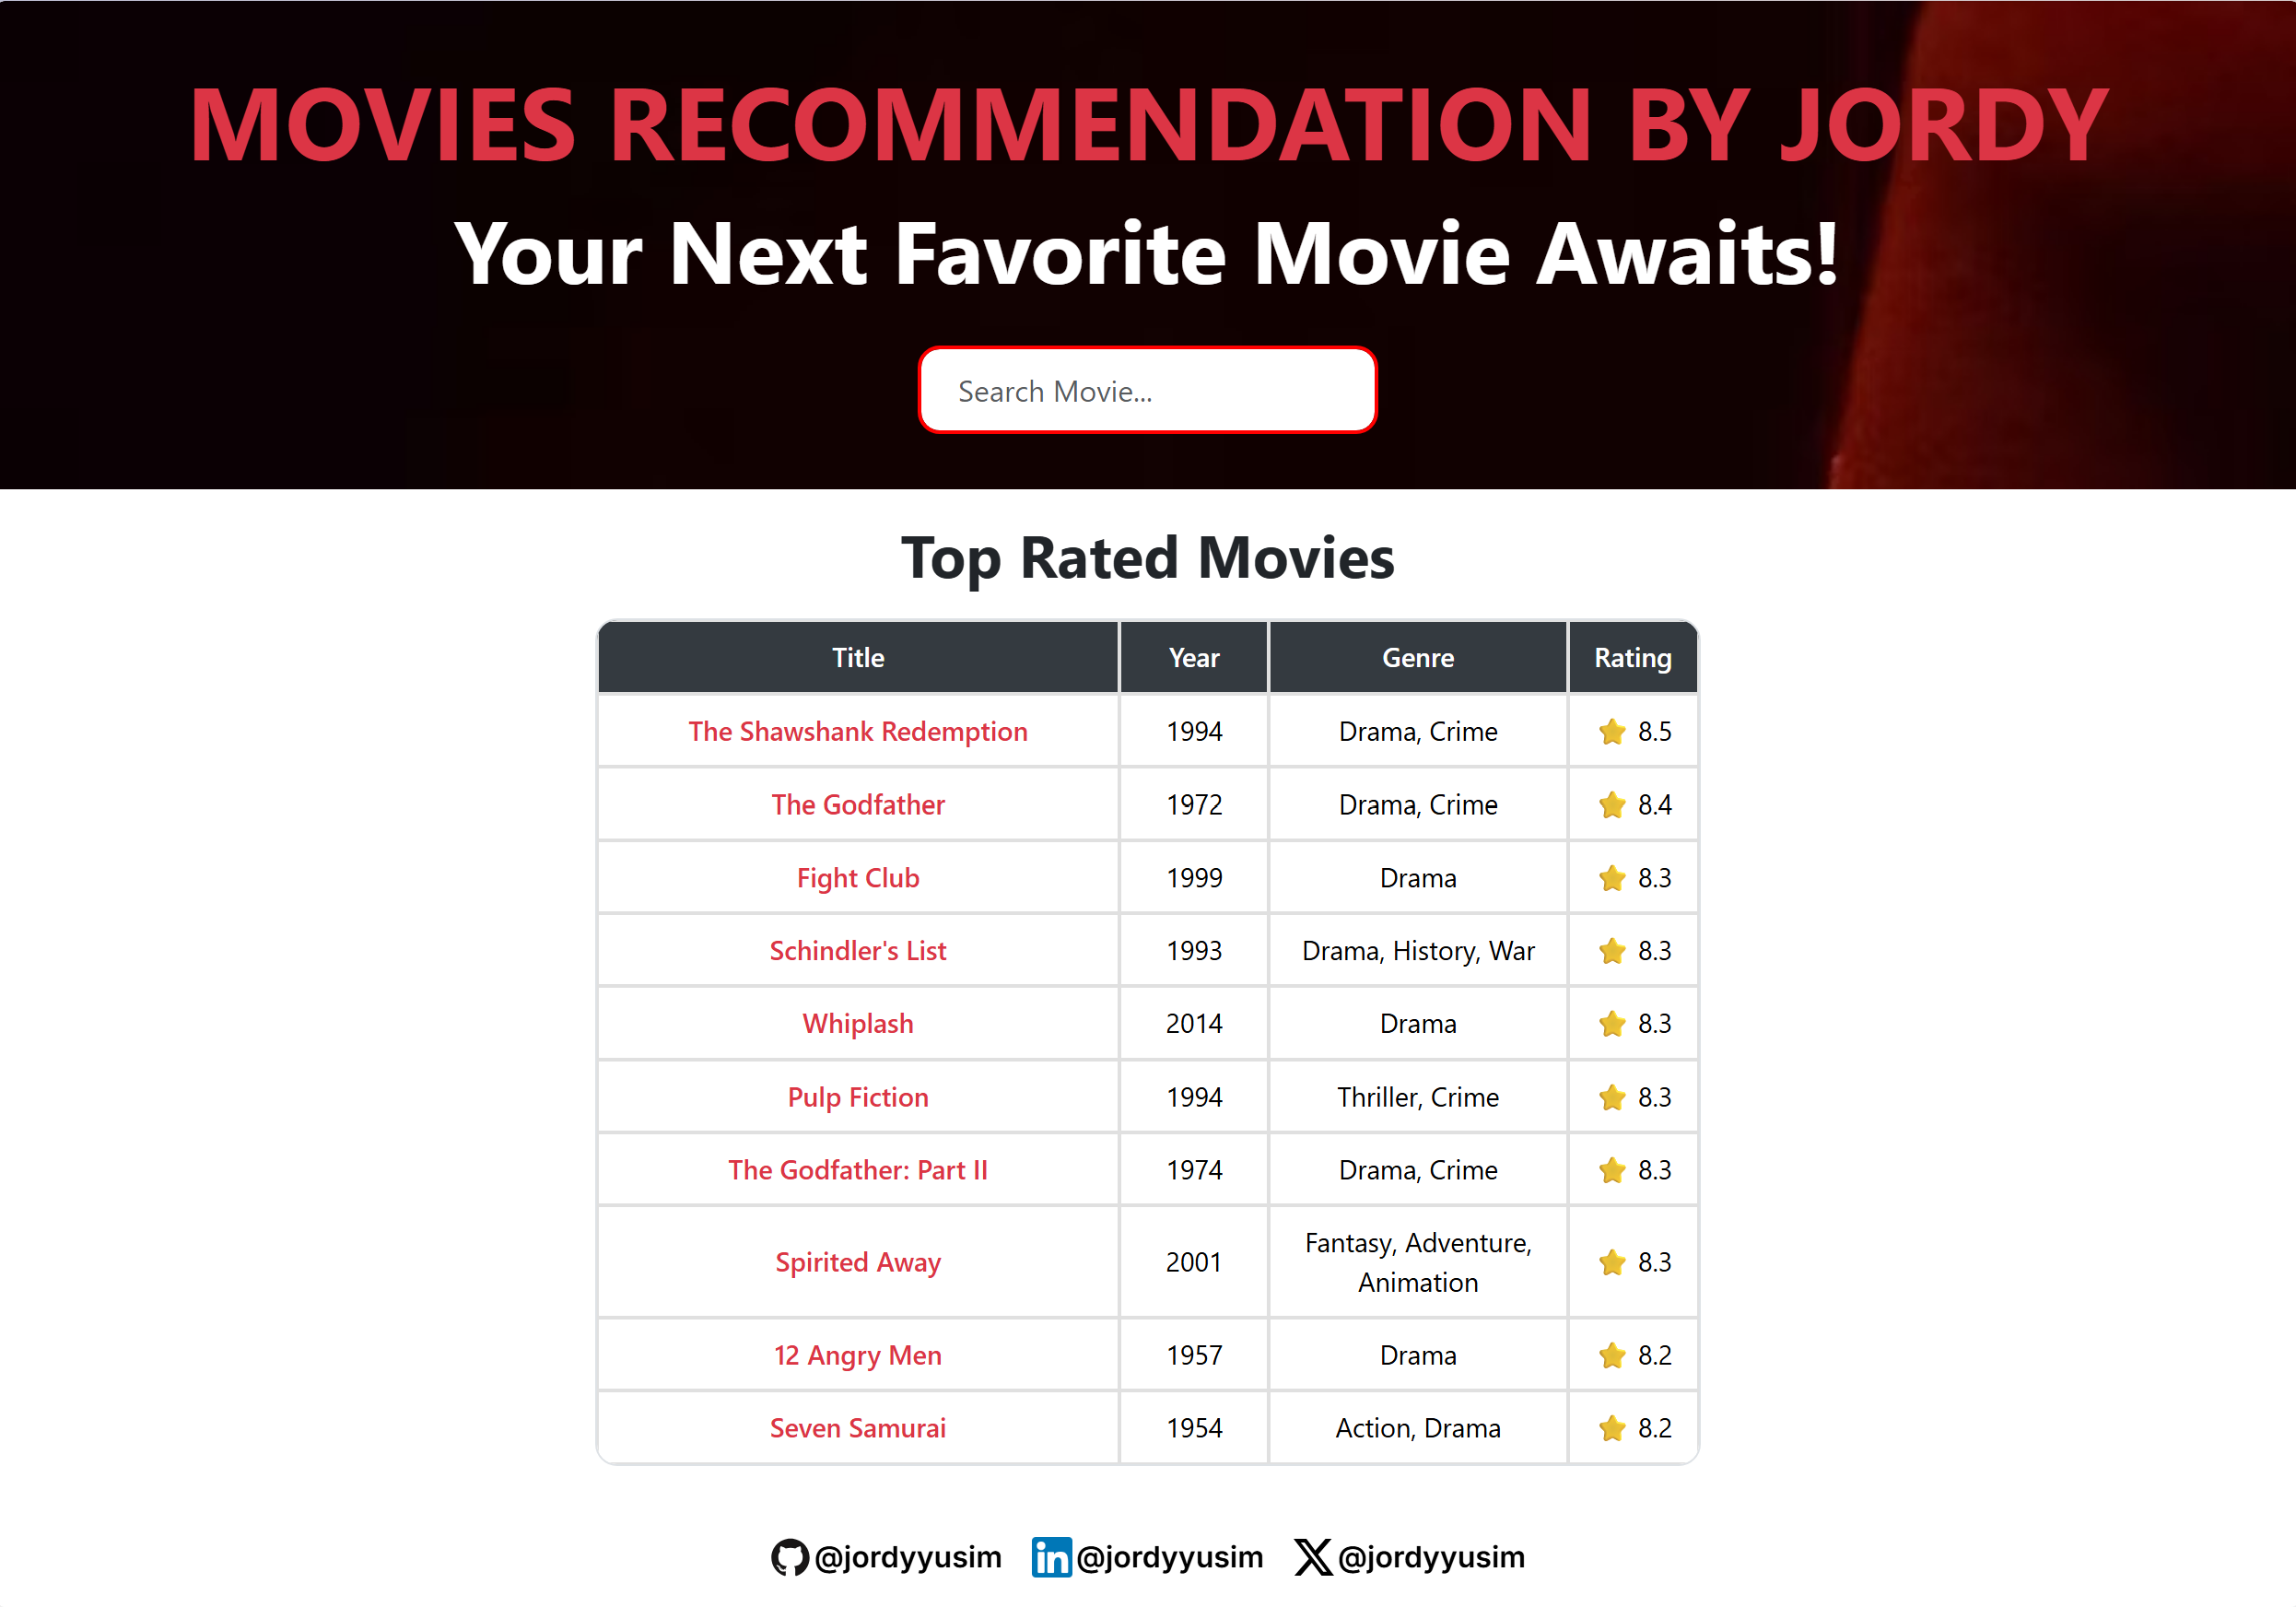 MOVIES RECOMMENDATION BY JORDY
Your Next Favorite Movie Awaits!
Search Movie...
Top Rated Movies
Title Year Genre Rating
The Shawshank Redemption 1994 Drama, Crime ⭐ 8.5
The Godfather 1972 Drama, Crime ⭐ 8.4
Fight Club 1999 Drama ⭐ 8.3
Schindler's List 1993 Drama, History, War ⭐ 8.3
Whiplash 2014 Drama ⭐ 8.3
Pulp Fiction 1994 Thriller, Crime ⭐ 8.3
The Godfather: Part II 1974 Drama, Crime ⭐ 8.3
Spirited Away 2001 Fantasy, Adventure,
Animation ⭐ 8.3
12 Angry Men 1957 Drama ⭐ 8.2
Seven Samurai 1954 Action, Drama ⭐ 8.2
@jordyyusim in @jordyyusim X @jordyyusim